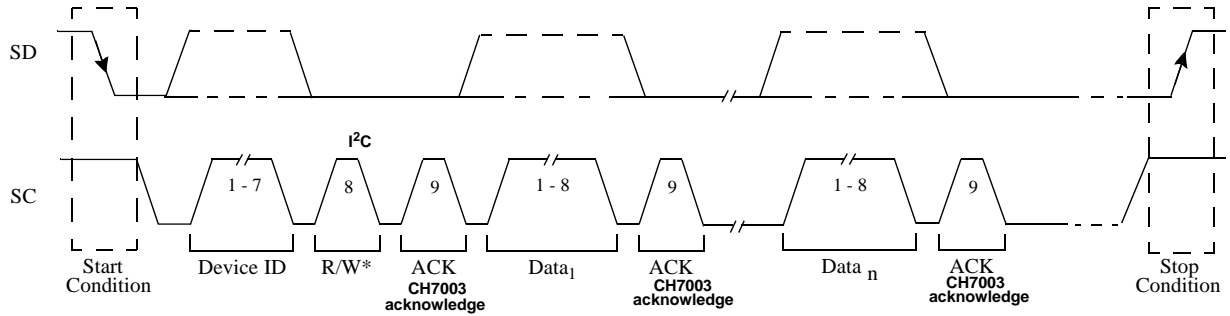 SD
I²C
SC
1 - 7
8
9
1 - 8
9
1 - 8
9
Start
Condition
Device ID
R/W*
ACK
CH7003
acknowledge
Data1
ACK
CH7003
acknowledge
Data n
ACK
CH7003
acknowledge
Stop
Condition